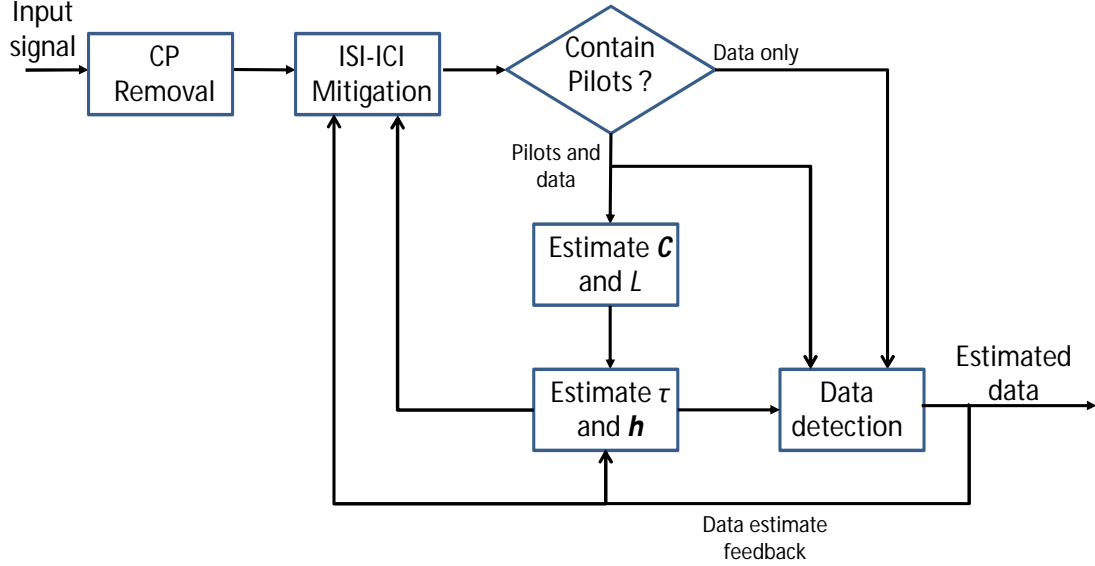 Input
signal
CP
Removal
ISI-ICI
Mitigation
Contain
Pilots ?
Data only
Pilots and
data
Estimate C
and L
Estimate τ
and h
Data
detection
Estimated
data
Data estimate
feedback